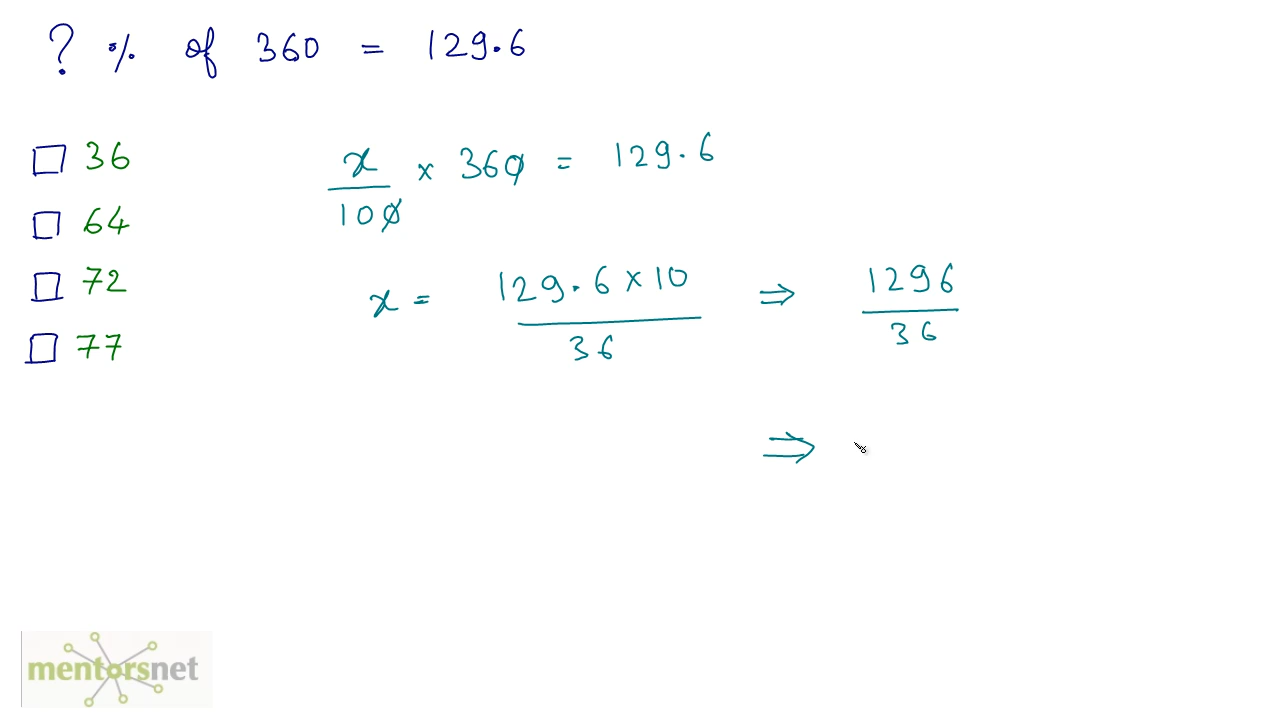 ? % of 360 = 129.6
□ 36
□ 64
□ 72
□ 77
x/100 × 360 = 129.6
x = 129.6 × 10 / 36 ⇒ 1296/36
⇒
mentorsnet